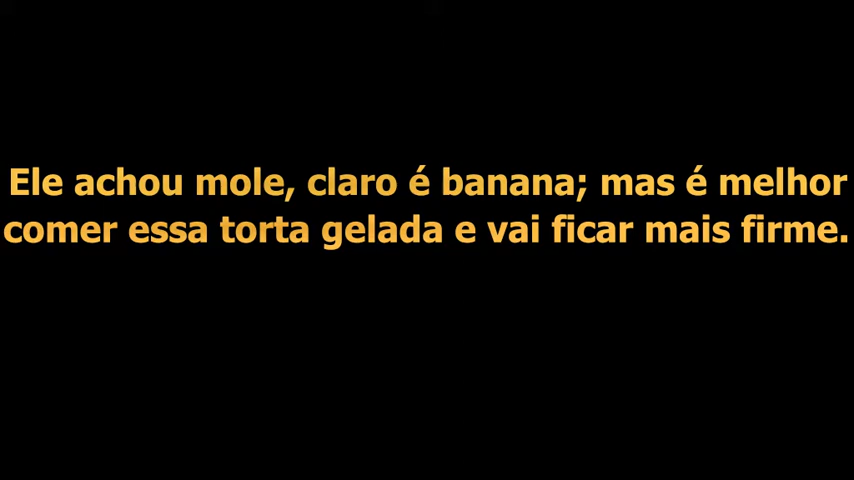 Ele achou mole, claro é banana; mas é melhor
comer essa torta gelada e vai ficar mais firme.